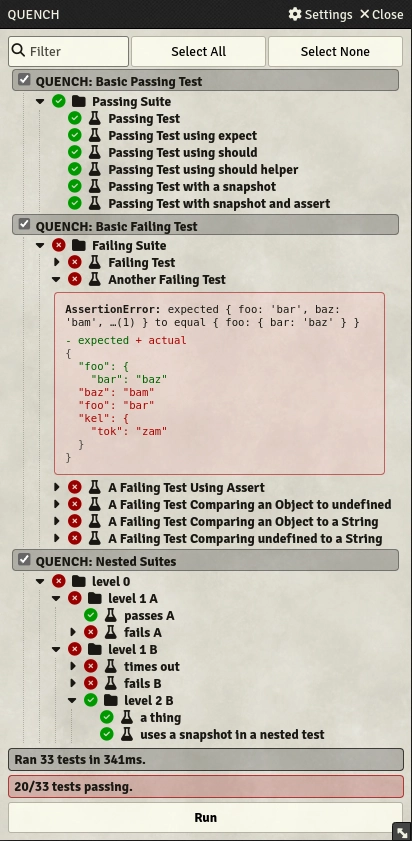 QUENCH
Settings
Close
Filter
Select All
Select None
QUENCH: Basic Passing Test
Passing Suite
Passing Test
Passing Test using expect
Passing Test using should
Passing Test using should helper
Passing Test with a snapshot
Passing Test with snapshot and assert
QUENCH: Basic Failing Test
Failing Suite
Failing Test
Another Failing Test
AssertionError: expected { foo: 'bar', baz:
'bam', …(1) } to equal { foo: { bar: 'baz' } }
- expected + actual
{
"foo": {
"bar": "baz"
"baz": "bam"
"foo": "bar"
"kel": {
"tok": "zam"
}
}
A Failing Test Using Assert
A Failing Test Comparing an Object to undefined
A Failing Test Comparing an Object to a String
A Failing Test Comparing undefined to a String
QUENCH: Nested Suites
level 0
level 1 A
passes A
fails A
level 1 B
times out
fails B
level 2 B
a thing
uses a snapshot in a nested test
Ran 33 tests in 341ms.
20/33 tests passing.
Run